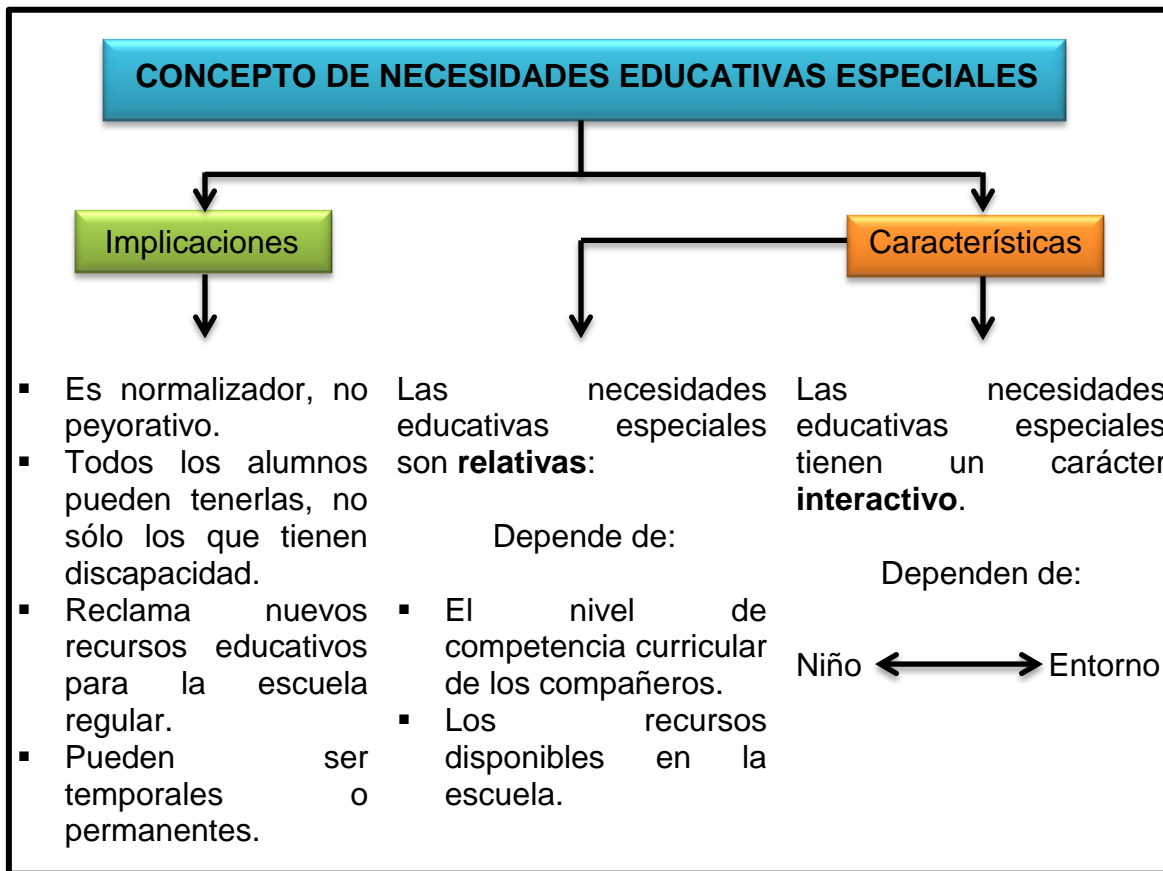 CONCEPTO DE NECESIDADES EDUCATIVAS ESPECIALES
Implicaciones
▪ Es normalizador, no
peyorativo.
▪ Todos los alumnos
pueden tenerlas, no
sólo los que tienen
discapacidad.
▪ Reclama nuevos
recursos educativos
para la escuela
regular.
▪ Pueden ser
temporales o
permanentes.
Características
Las necesidades
educativas especiales
son relativas:
Depende de:
▪ El nivel de
competencia curricular
de los compañeros.
▪ Los recursos
disponibles en la
escuela.
Las necesidades
educativas especiales
tienen un carácter
interactivo.
Dependen de:
Niño Entorno